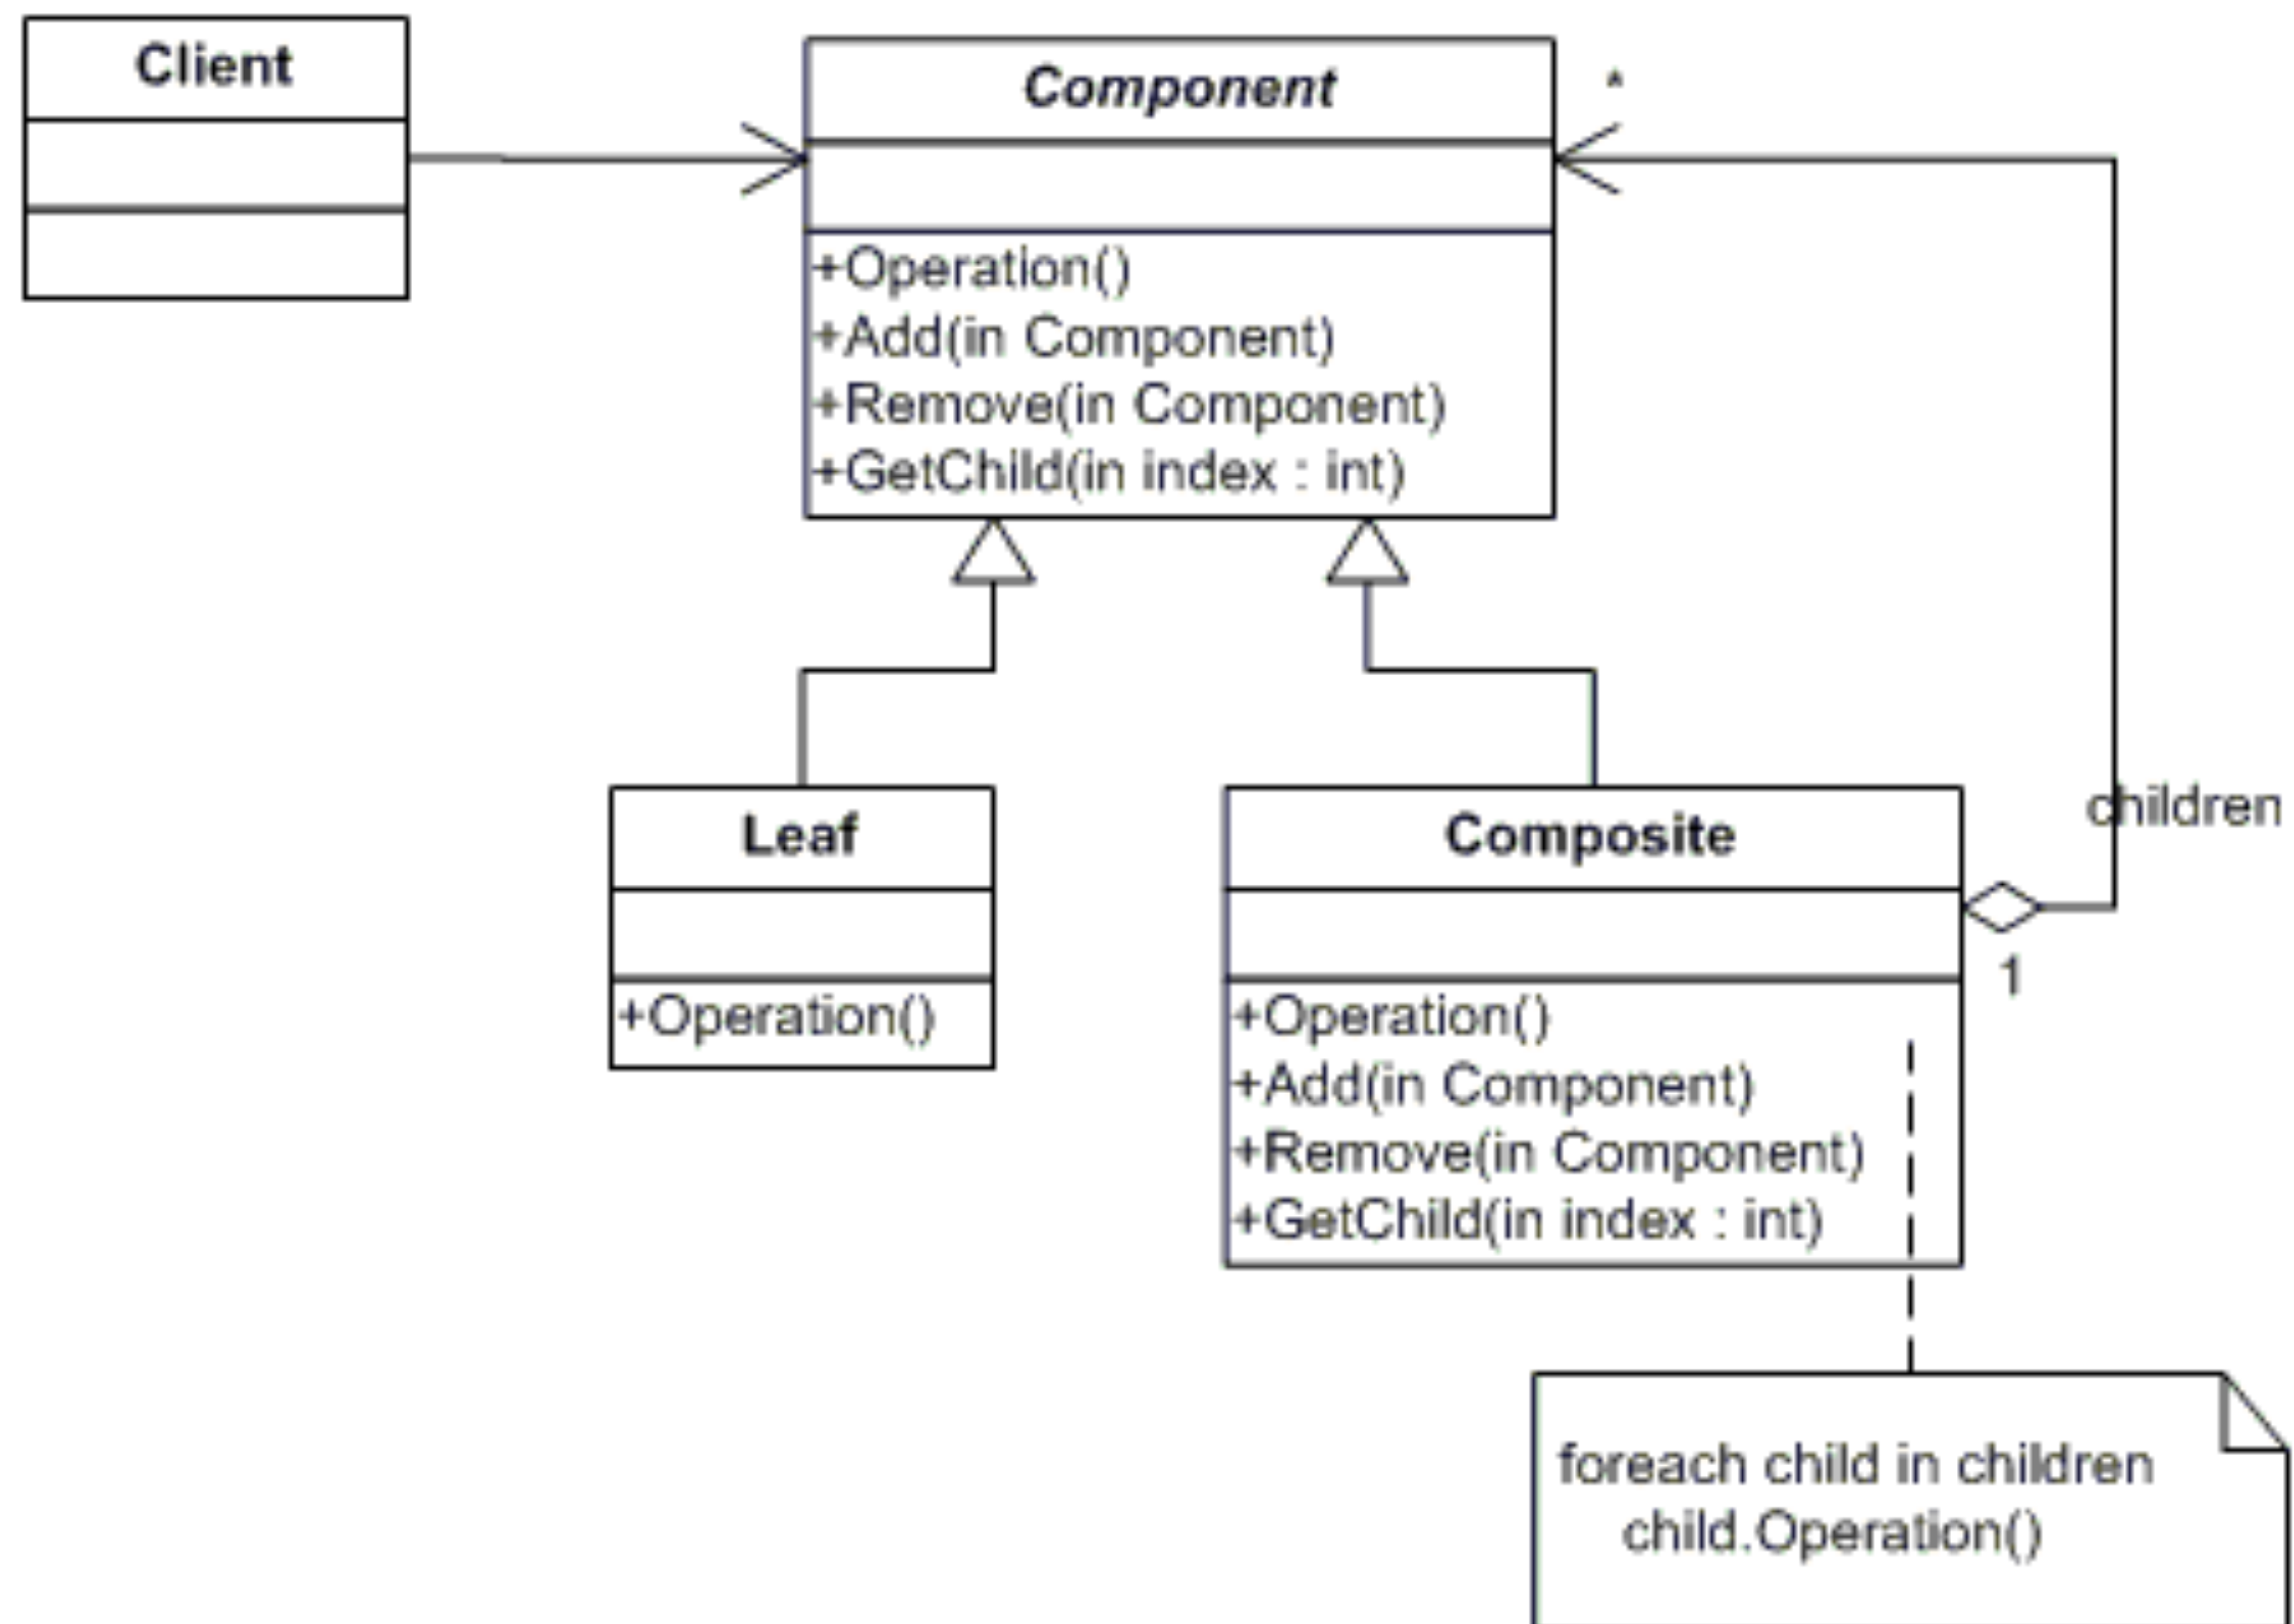 Client
Component
*
+Operation()
+Add(in Component)
+Remove(in Component)
+GetChild(in index : int)
Leaf
+Operation()
Composite
children
1
+Operation()
+Add(in Component)
+Remove(in Component)
+GetChild(in index : int)
foreach child in children
child.Operation()